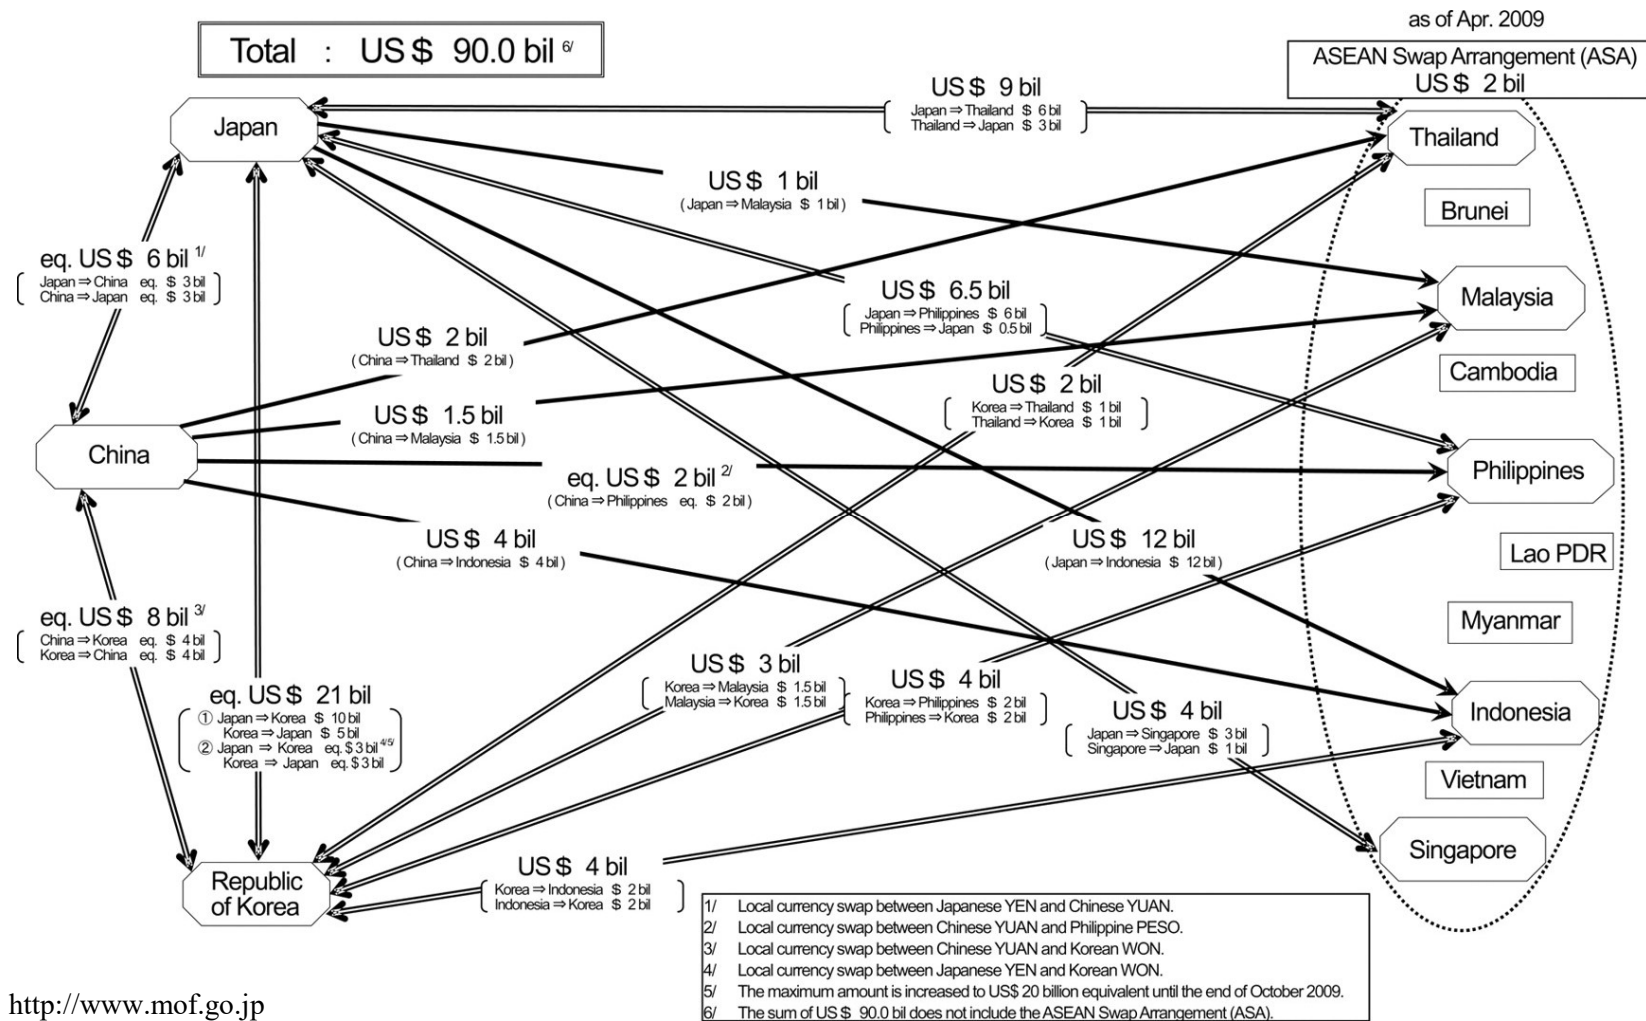 as of Apr. 2009
Total : US $ 90.0 bil 6/
ASEAN Swap Arrangement (ASA)
US $ 2 bil
Japan
US $ 9 bil
Japan ⇒ Thailand $ 6 bil
Thailand ⇒ Japan $ 3 bil
Thailand
US $ 1 bil
( Japan ⇒ Malaysia $ 1 bil )
Brunei
eq. US $ 6 bil 1/
Japan ⇒ China eq. $ 3 bil
China ⇒ Japan eq. $ 3 bil
US $ 6.5 bil
Japan ⇒ Philippines $ 6 bil
Philippines ⇒ Japan $ 0.5 bil
Malaysia
US $ 2 bil
( China ⇒ Thailand $ 2 bil )
Cambodia
US $ 2 bil
Korea ⇒ Thailand $ 1 bil
Thailand ⇒ Korea $ 1 bil
US $ 1.5 bil
( China ⇒ Malaysia $ 1.5 bil )
China
eq. US $ 2 bil 2/
( China ⇒ Philippines eq. $ 2 bil )
Philippines
US $ 4 bil
( China ⇒ Indonesia $ 4 bil )
US $ 12 bil
( Japan ⇒ Indonesia $ 12 bil )
Lao PDR
eq. US $ 8 bil 3/
China ⇒ Korea eq. $ 4 bil
Korea ⇒ China eq. $ 4 bil
Myanmar
eq. US $ 21 bil
① Japan ⇒ Korea $ 10 bil
Korea ⇒ Japan $ 5 bil
② Japan ⇒ Korea eq. $ 3 bil 4/5/
Korea ⇒ Japan eq. $ 3 bil
US $ 3 bil
Korea ⇒ Malaysia $ 1.5 bil
Malaysia ⇒ Korea $ 1.5 bil
US $ 4 bil
Korea ⇒ Philippines $ 2 bil
Philippines ⇒ Korea $ 2 bil
US $ 4 bil
Japan ⇒ Singapore $ 3 bil
Singapore ⇒ Japan $ 1 bil
Indonesia
Vietnam
Singapore
Republic
of Korea
US $ 4 bil
Korea ⇒ Indonesia $ 2 bil
Indonesia ⇒ Korea $ 2 bil
1/ Local currency swap between Japanese YEN and Chinese YUAN.
2/ Local currency swap between Chinese YUAN and Philippine PESO.
3/ Local currency swap between Chinese YUAN and Korean WON.
4/ Local currency swap between Japanese YEN and Korean WON.
5/ The maximum amount is increased to US$ 20 billion equivalent until the end of October 2009.
6/ The sum of US $ 90.0 bil does not include the ASEAN Swap Arrangement (ASA).
http://www.mof.go.jp